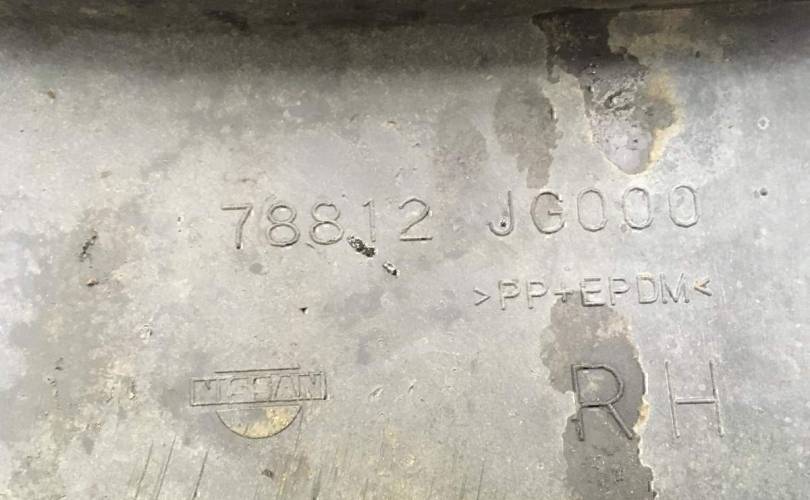 78812 JG000
>PP+EPDM<
NISSAN
RH